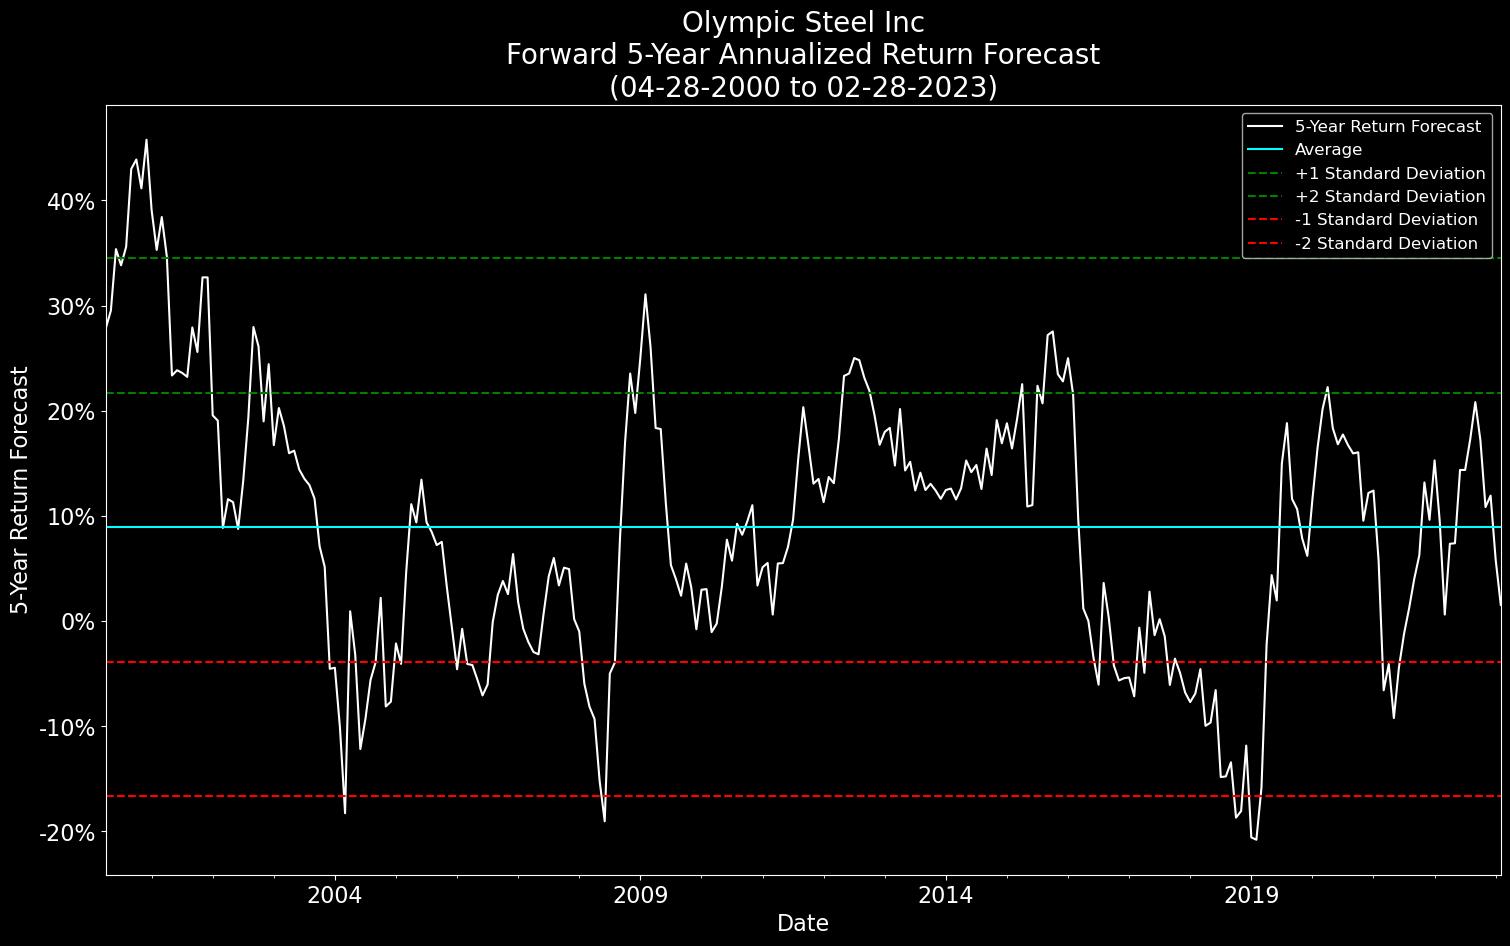 Olympic Steel Inc
Forward 5-Year Annualized Return Forecast
(04-28-2000 to 02-28-2023)
5-Year Return Forecast
Average
+1 Standard Deviation
+2 Standard Deviation
-1 Standard Deviation
-2 Standard Deviation
5-Year Return Forecast
40%
30%
20%
10%
0%
-10%
-20%
2004
2009
2014
2019
Date